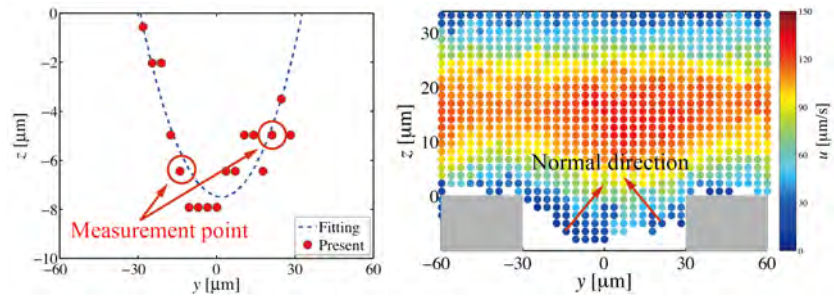 0
-2
-4
-6
-8
-10
z [μm]
-60
-30
0
30
60
y [μm]
Measurement point
Fitting
Present
30
20
10
0
z [μm]
-60
-30
0
30
60
y [μm]
Normal direction
150
120
90
60
30
0
u [μm/s]